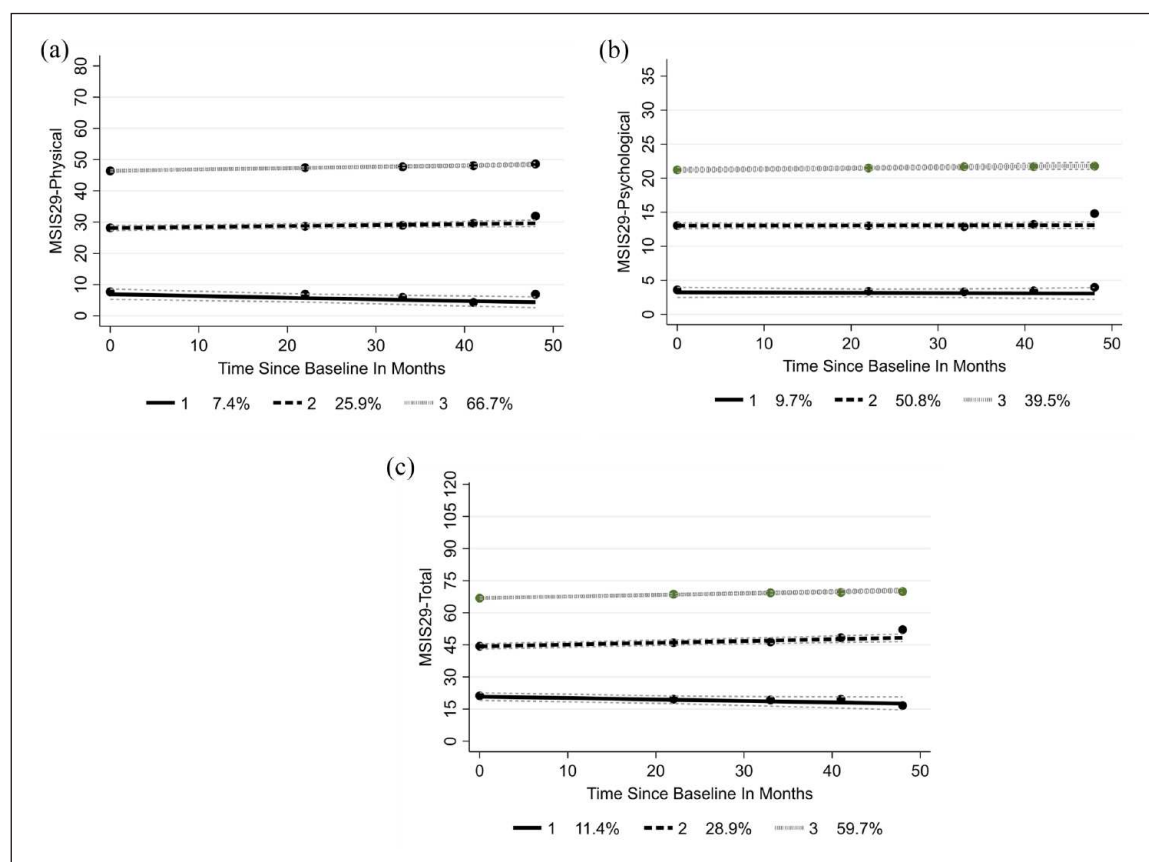 (a)
80
70
60
50
40
30
20
10
0
MSIS29-Physical
0 10 20 30 40 50
Time Since Baseline In Months
1 7.4% 2 25.9% 3 66.7%
(b)
35
30
25
20
15
10
5
0
MSIS29-Psychological
0 10 20 30 40 50
Time Since Baseline In Months
1 9.7% 2 50.8% 3 39.5%
(c)
120
105
90
75
60
45
30
15
0
MSIS29-Total
0 10 20 30 40 50
Time Since Baseline In Months
1 11.4% 2 28.9% 3 59.7%